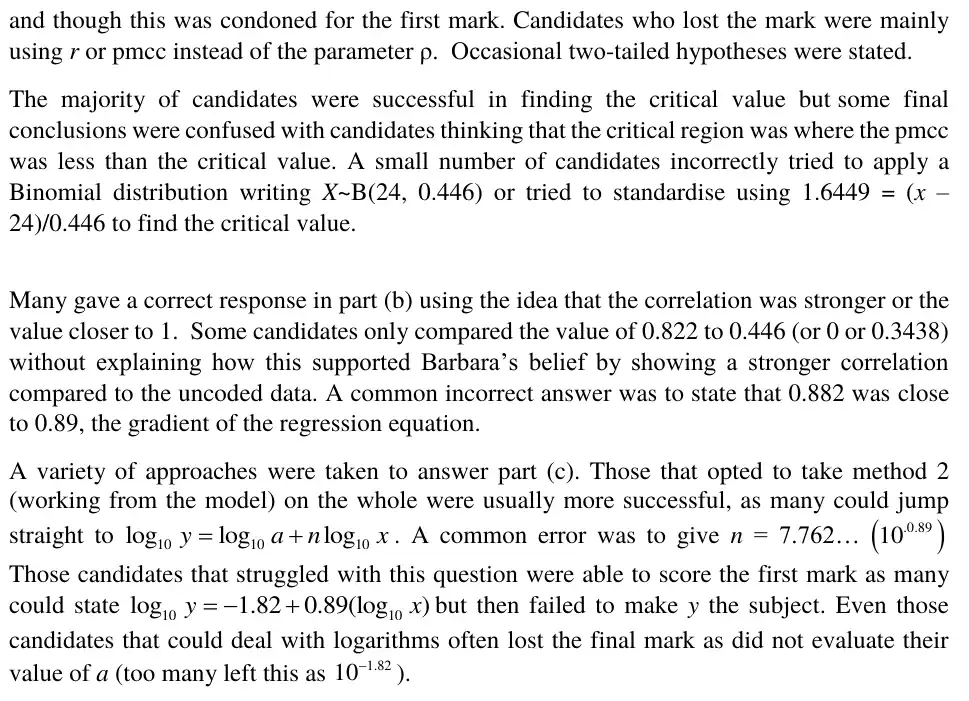 and though this was condoned for the first mark. Candidates who lost the mark were mainly
using r or pmcc instead of the parameter ρ. Occasional two-tailed hypotheses were stated.
The majority of candidates were successful in finding the critical value but some final
conclusions were confused with candidates thinking that the critical region was where the pmcc
was less than the critical value. A small number of candidates incorrectly tried to apply a
Binomial distribution writing X~B(24, 0.446) or tried to standardise using 1.6449 = (x –
24)/0.446 to find the critical value.
Many gave a correct response in part (b) using the idea that the correlation was stronger or the
value closer to 1. Some candidates only compared the value of 0.822 to 0.446 (or 0 or 0.3438)
without explaining how this supported Barbara’s belief by showing a stronger correlation
compared to the uncoded data. A common incorrect answer was to state that 0.882 was close
to 0.89, the gradient of the regression equation.
A variety of approaches were taken to answer part (c). Those that opted to take method 2
(working from the model) on the whole were usually more successful, as many could jump
straight to log₁₀ y = log₁₀ a + n log₁₀ x . A common error was to give n = 7.762… (10^0.89)
Those candidates that struggled with this question were able to score the first mark as many
could state log₁₀ y = −1.82 + 0.89(log₁₀ x) but then failed to make y the subject. Even those
candidates that could deal with logarithms often lost the final mark as did not evaluate their
value of a (too many left this as 10^−1.82 ).